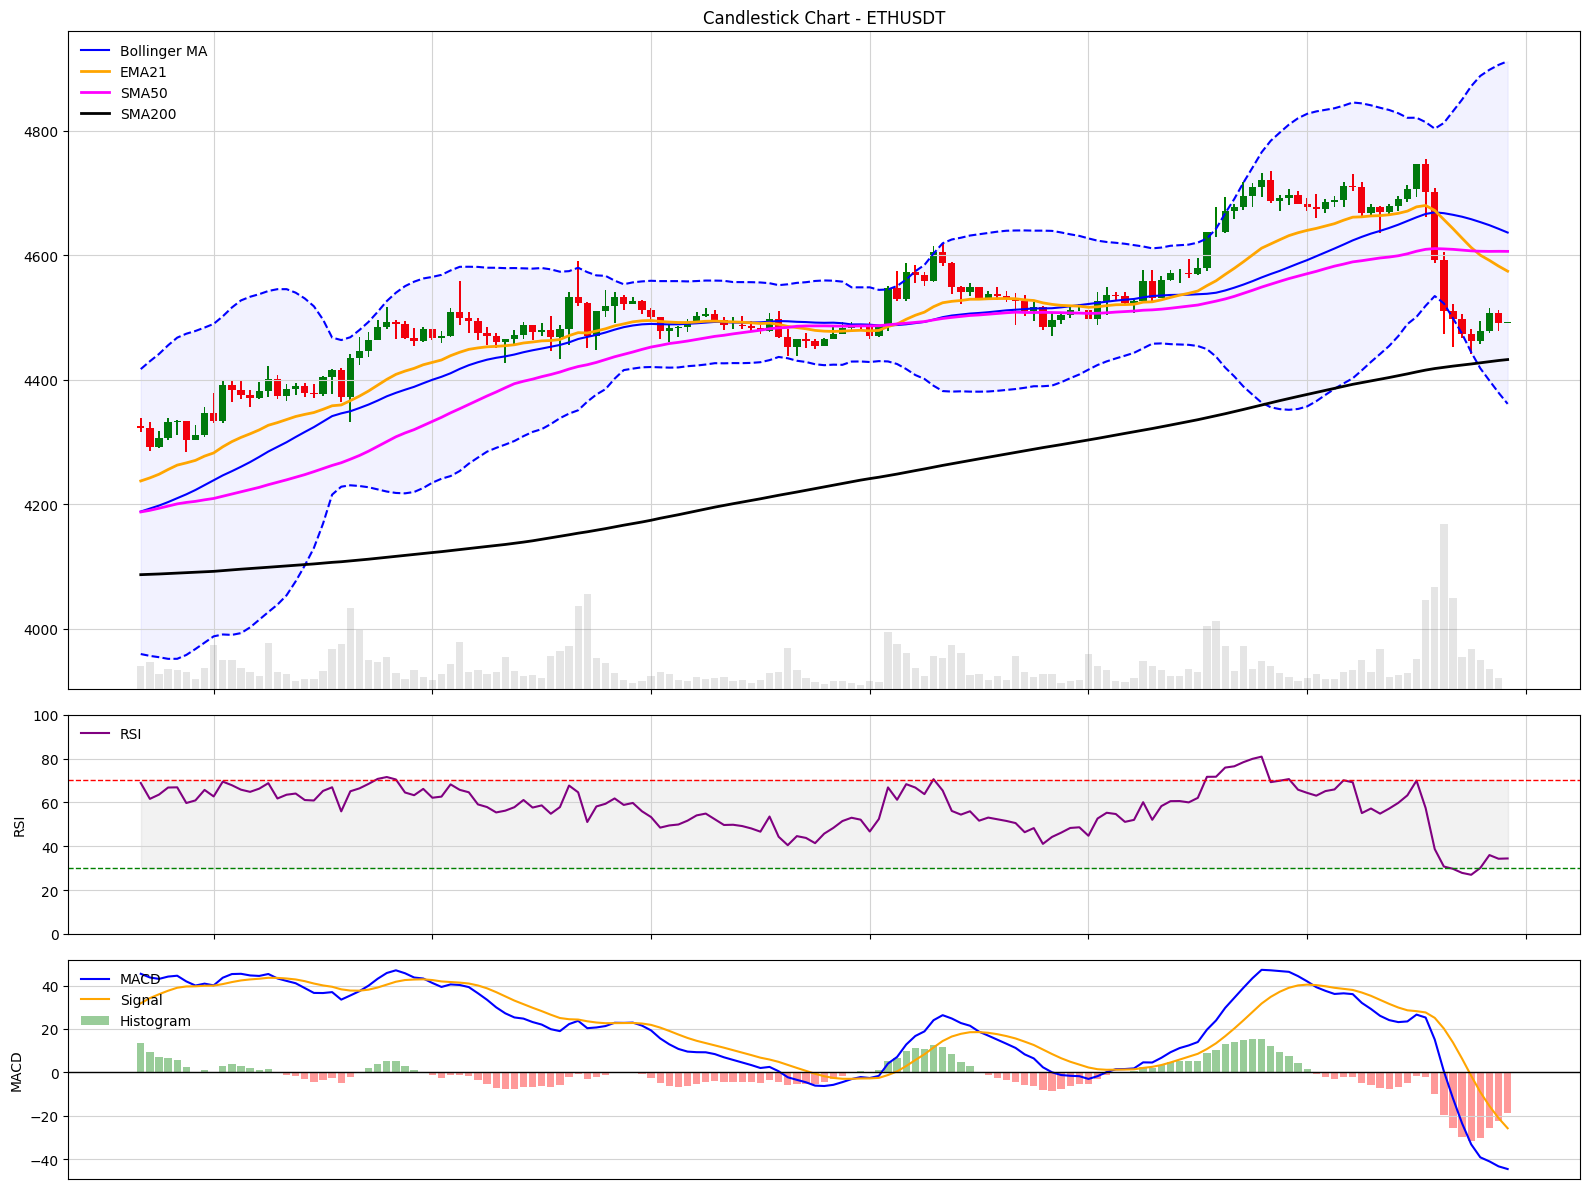 Candlestick Chart - ETHUSDT
Bollinger MA
EMA21
SMA50
SMA200
4800
4600
4400
4200
4000
RSI
100
80
60
40
20
0
RSI
MACD
Signal
Histogram
40
20
0
−20
−40
MACD